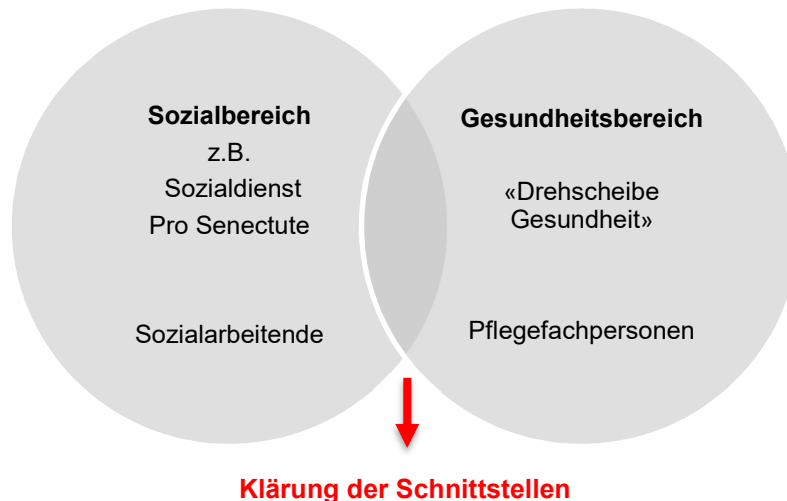 Sozialbereich
z.B.
Sozialdienst
Pro Senectute
Sozialarbeitende
Gesundheitsbereich
«Drehscheibe
Gesundheit»
Pflegefachpersonen
Klärung der Schnittstellen